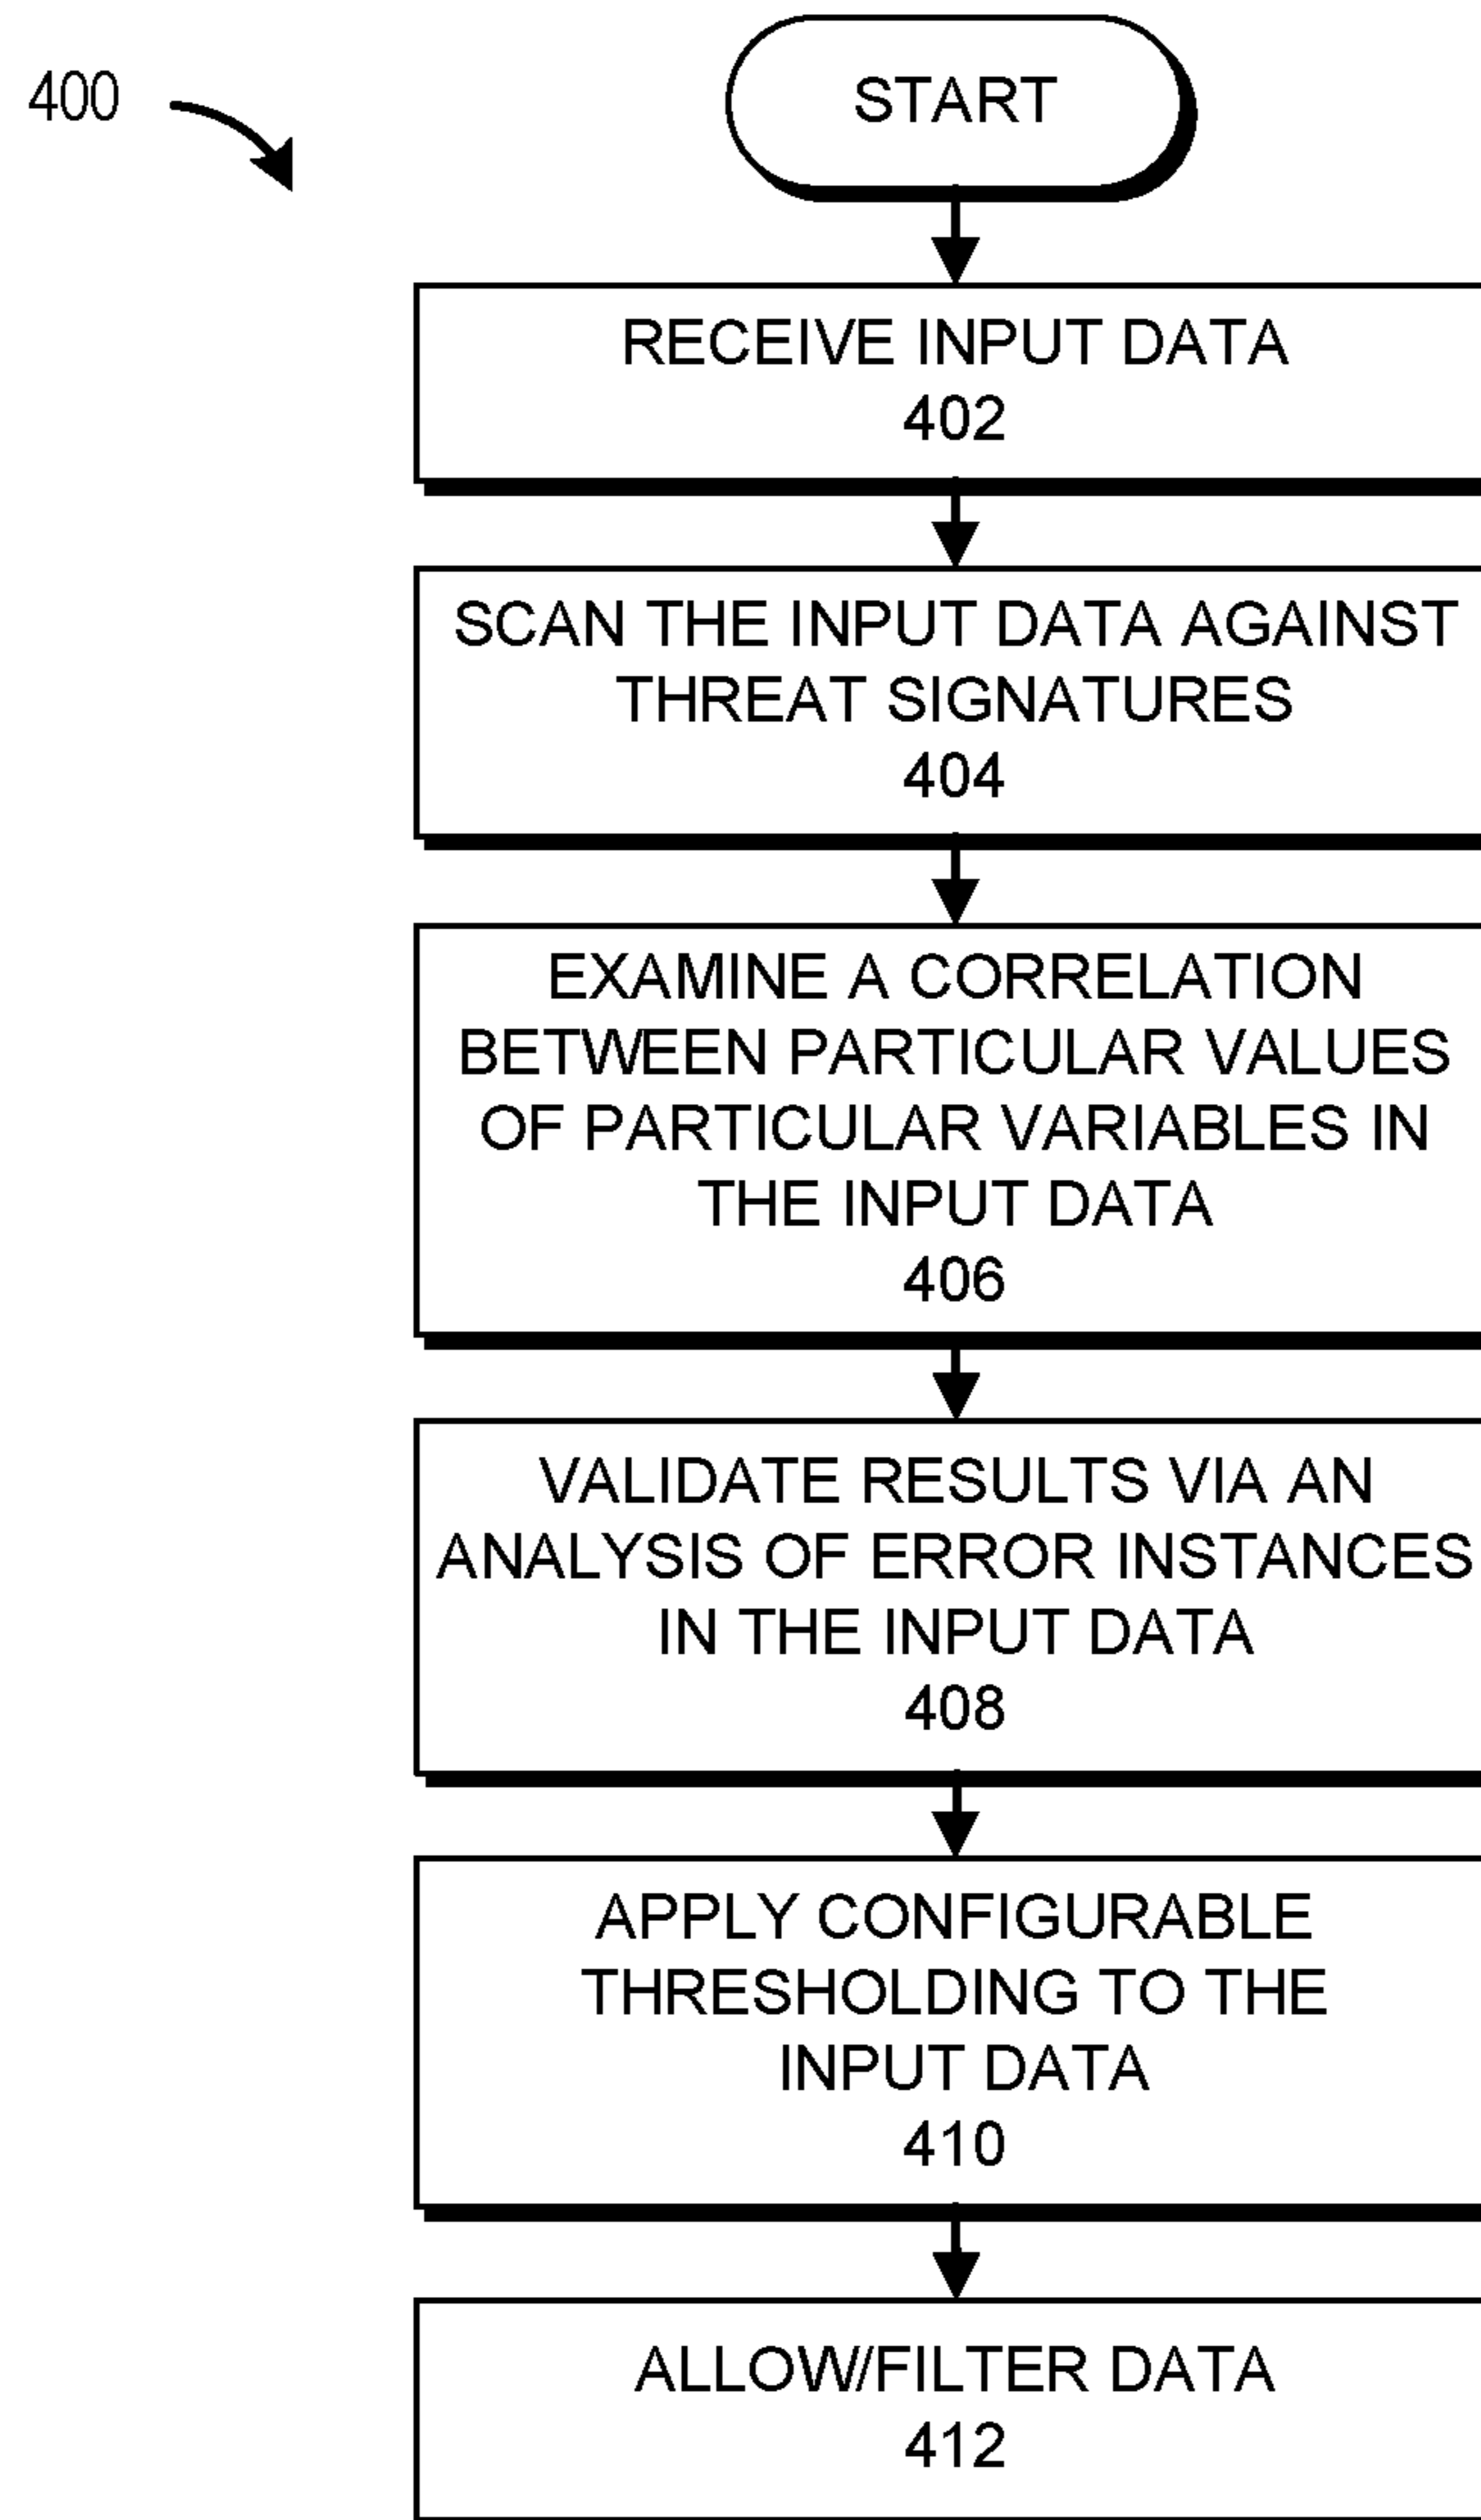 400
START
RECEIVE INPUT DATA
402
SCAN THE INPUT DATA AGAINST
THREAT SIGNATURES
404
EXAMINE A CORRELATION
BETWEEN PARTICULAR VALUES
OF PARTICULAR VARIABLES IN
THE INPUT DATA
406
VALIDATE RESULTS VIA AN
ANALYSIS OF ERROR INSTANCES
IN THE INPUT DATA
408
APPLY CONFIGURABLE
THRESHOLDING TO THE
INPUT DATA
410
ALLOW/FILTER DATA
412